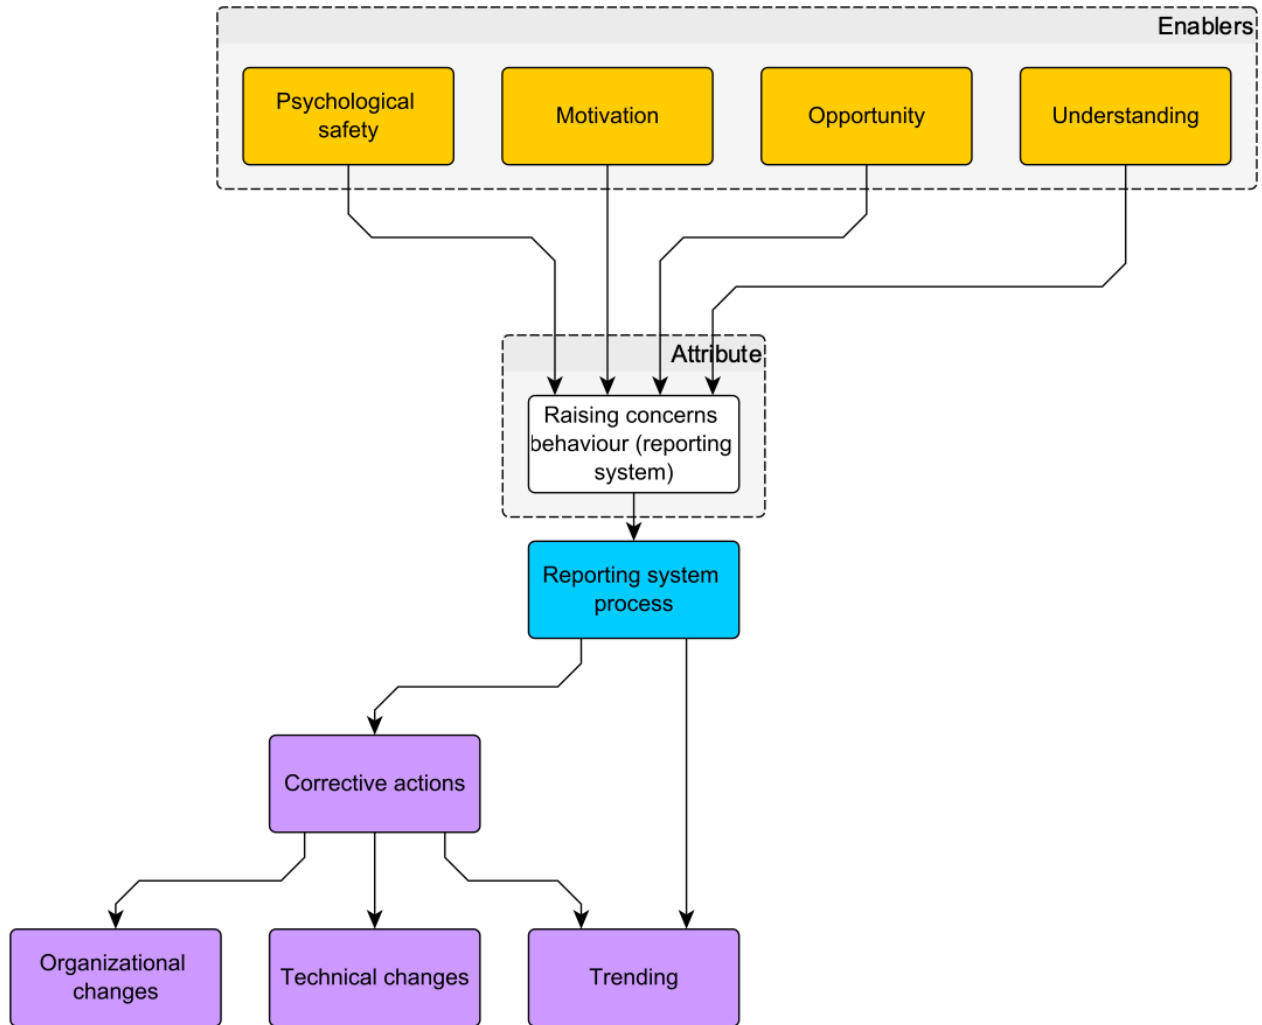 Enablers
Psychological
safety
Motivation
Opportunity
Understanding
Attribute
Raising concerns
behaviour (reporting
system)
Reporting system
process
Corrective actions
Organizational
changes
Technical changes
Trending